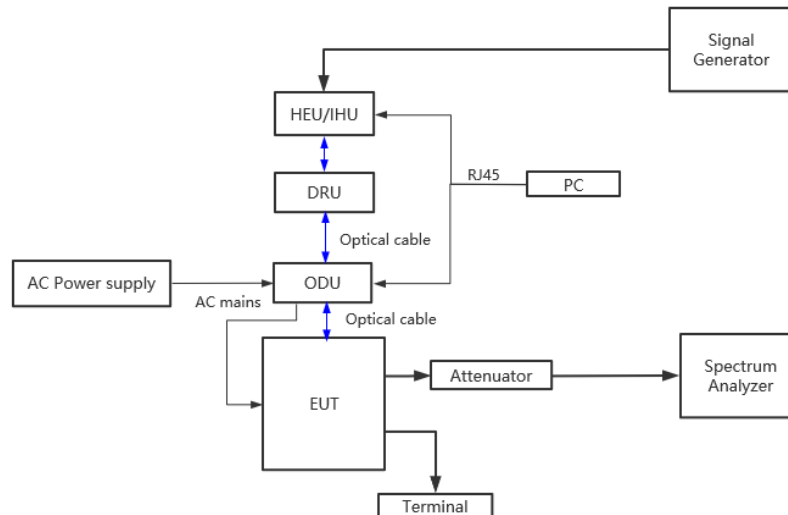 Signal
Generator
HEU/IHU
RJ45
PC
DRU
Optical cable
AC Power supply
AC mains
ODU
Optical cable
EUT
Attenuator
Spectrum
Analyzer
Terminal